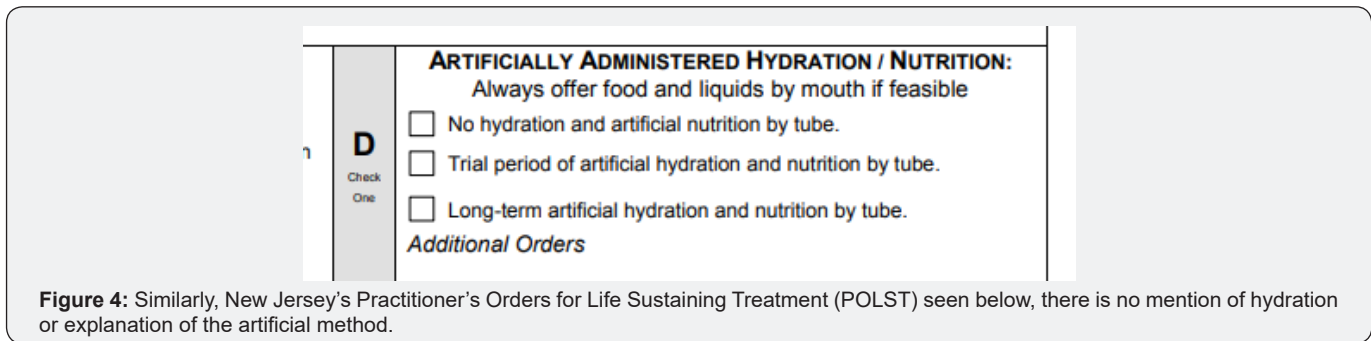 ARTIFICIALLY ADMINISTERED HYDRATION / NUTRITION:
Always offer food and liquids by mouth if feasible
n
D
Check
One
No hydration and artificial nutrition by tube.
Trial period of artificial hydration and nutrition by tube.
Long-term artificial hydration and nutrition by tube.
Additional Orders
Figure 4: Similarly, New Jersey's Practitioner's Orders for Life Sustaining Treatment (POLST) seen below, there is no mention of hydration
or explanation of the artificial method.